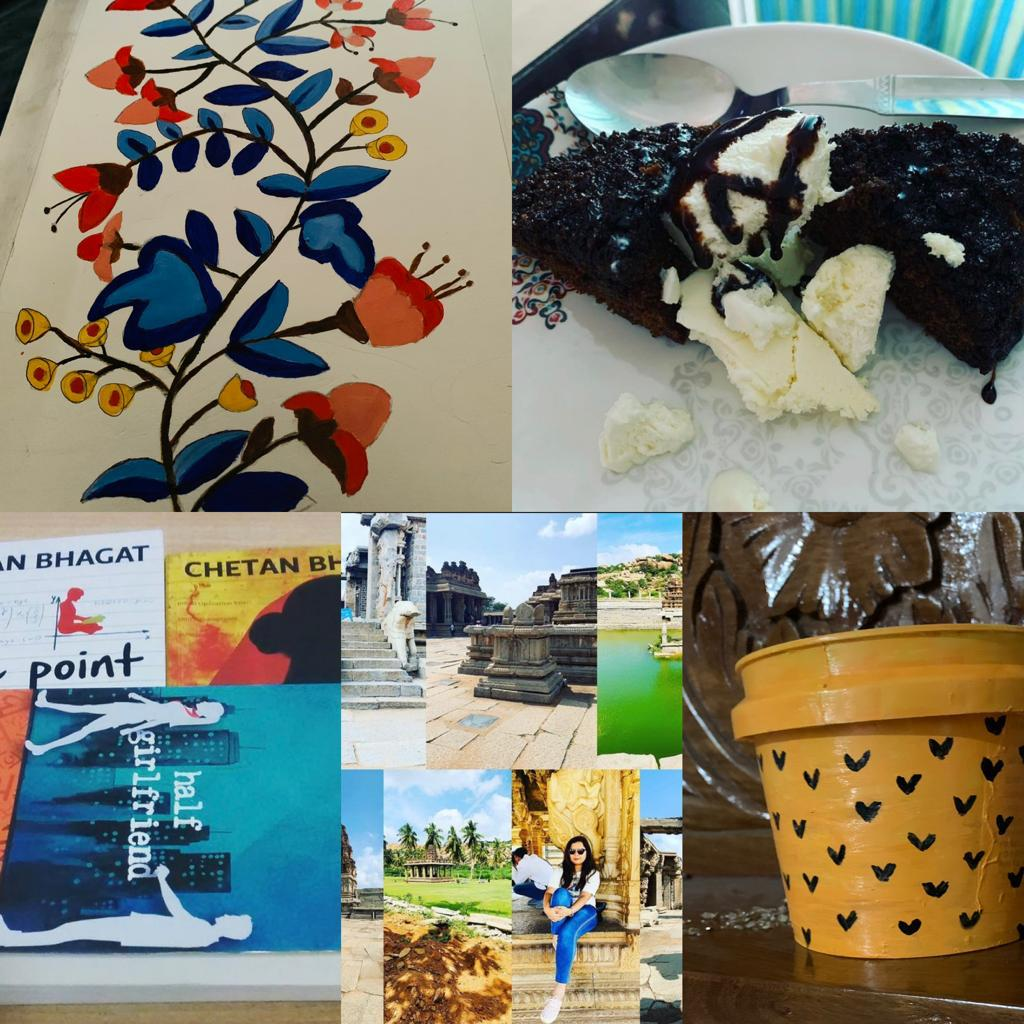 AN BHAGAT
point
CHETAN BH
half
girlfriend